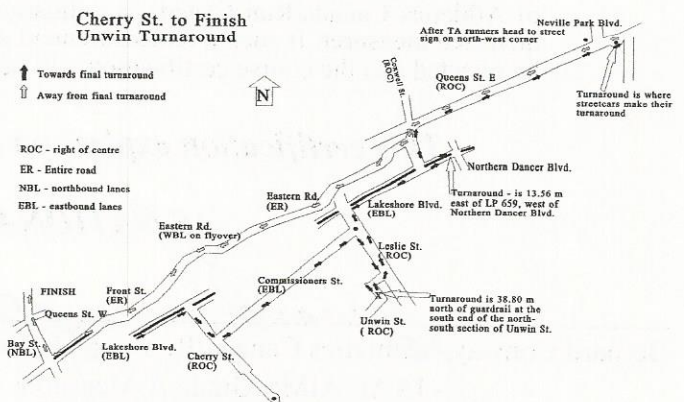 Cherry St. to Finish
Unwin Turnaround
Towards final turnaround
Away from final turnaround
N
ROC - right of centre
ER - Entire road
NBL - northbound lanes
EBL - eastbound lanes
Neville Park Blvd.
After TA runners head to street
sign on north-west corner
Coxwell St.
(ROC)
Queens St. E
(ROC)
Turnaround is where
streetcars make their
turnaround
Northern Dancer Blvd.
Turnaround - is 13.56 m
east of LP 659, west of
Northern Dancer Blvd.
Eastern Rd.
(ER)
Lakeshore Blvd.
(EBL)
Eastern Rd.
(WBL on flyover)
Leslie St.
(ROC)
Commissioners St.
(EBL)
FINISH
Front St.
(ER)
Queens St. W
X
Turnaround is 38.80 m
north of guardrail at the
south end of the north-
south section of Unwin St.
Unwin St.
(ROC)
Bay St.
(NBL)
Lakeshore Blvd.
(EBL)
Cherry St.
(ROC)